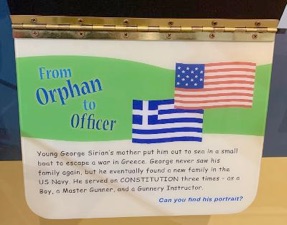 From
Orphan
to
Officer
Young George Sirian's mother put him out to sea in a small
boat to escape a war in Greece. George never saw his
family again, but he eventually found a new family in the
US Navy. He served on CONSTITUTION three times - as a
Boy, a Master Gunner, and a Gunnery Instructor.
Can you find his portrait?